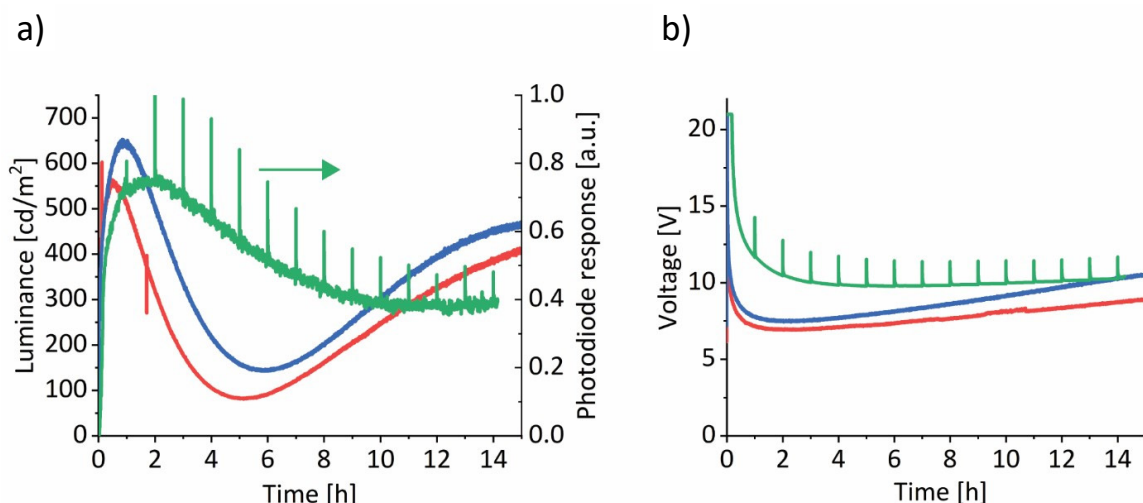 a)
b)
Luminance [cd/m²]
700
600
500
400
300
200
100
0
0 2 4 6 8 10 12 14
Time [h]
1.0
0.8
0.6
0.4
0.2
0.0
Photodiode response [a.u.]
Voltage [V]
20
15
10
5
0
0 2 4 6 8 10 12 14
Time [h]